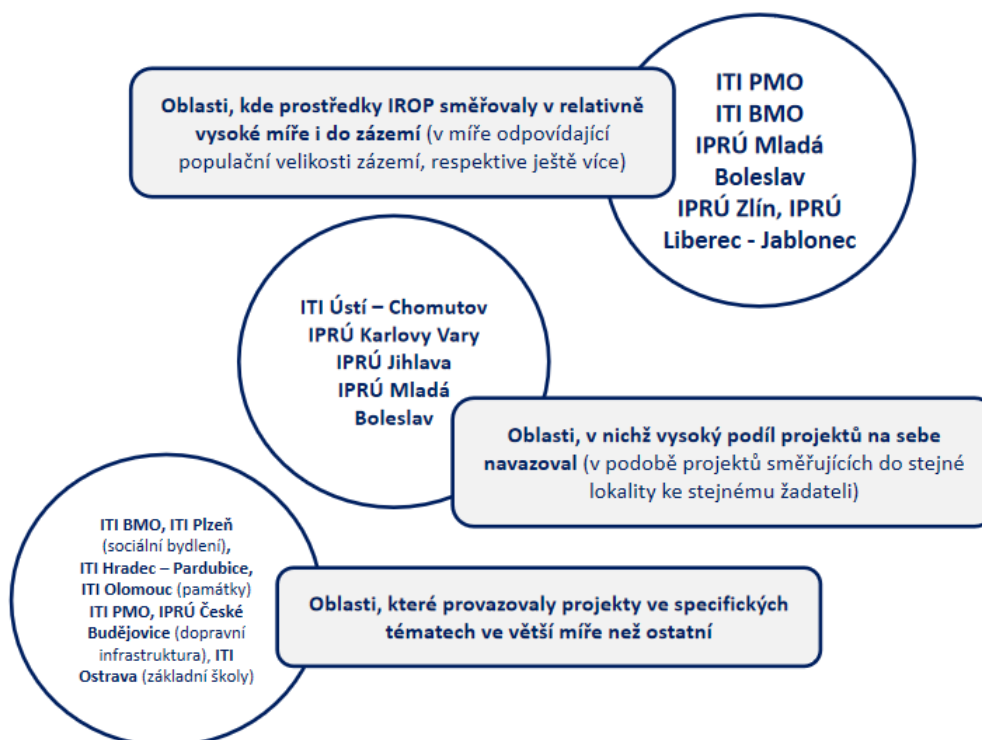 Oblasti, kde prostředky IROP směřovaly v relativně
vysoké míře i do zázemí (v míře odpovídající
populační velikosti zázemí, respektive ještě více)
ITI PMO
ITI BMO
IPRÚ Mladá
Boleslav
IPRÚ Zlín, IPRÚ
Liberec - Jablonec
ITI Ústí – Chomutov
IPRÚ Karlovy Vary
IPRÚ Jihlava
IPRÚ Mladá
Boleslav
Oblasti, v nichž vysoký podíl projektů na sebe
navazoval (v podobě projektů směřujících do stejné
lokality ke stejnému žadateli)
ITI BMO, ITI Plzeň
(sociální bydlení),
ITI Hradec – Pardubice,
ITI Olomouc (památky)
ITI PMO, IPRÚ České
Budějovice (dopravní
infrastruktura), ITI
Ostrava (základní školy)
Oblasti, které provazovaly projekty ve specifických
tématech ve větší míře než ostatní